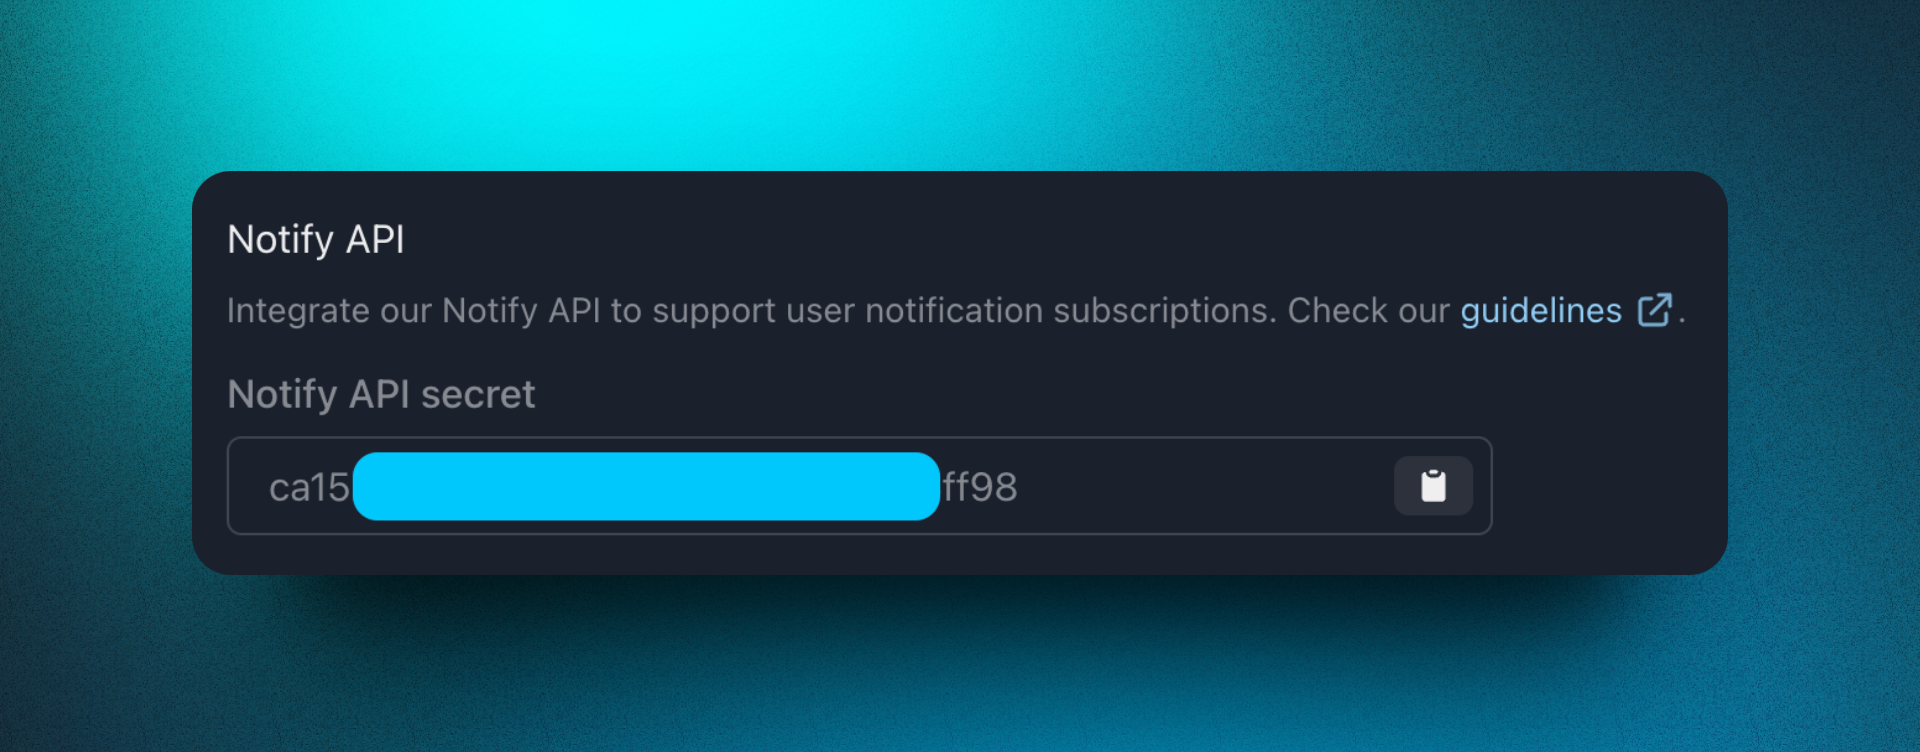 Notify API
Integrate our Notify API to support user notification subscriptions. Check our guidelines.
Notify API secret
ca15 ff98